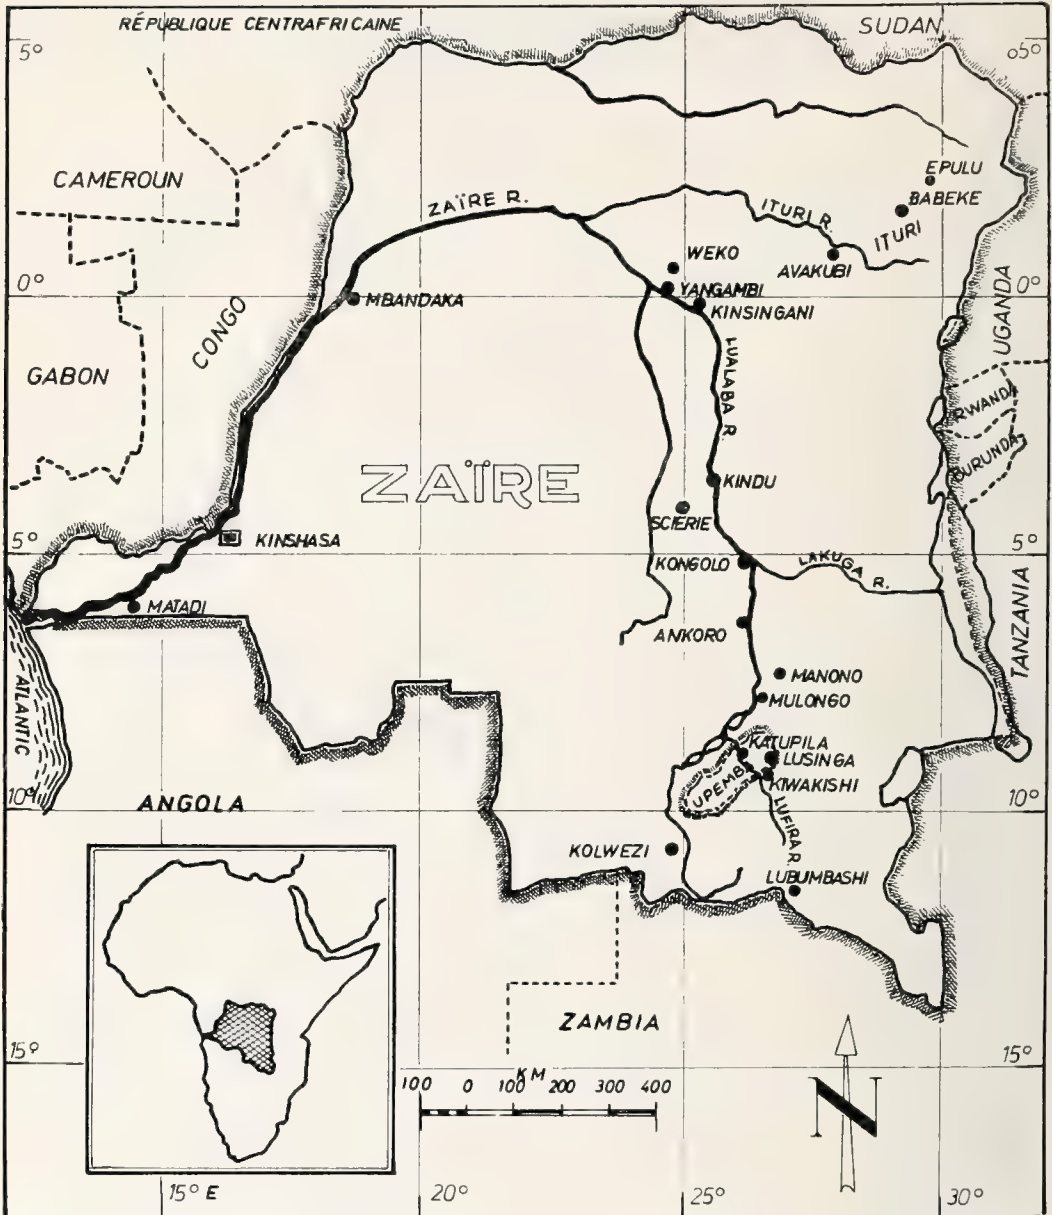 RÉPUBLIQUE CENTRAFRICAINE
SUDAN
5°
05°
CAMEROUN
EPULU
BABEKE
ZAÏRE R.
ITURI R.
ITURI
WEKO
AVAKUBI
YANGAMBI
0°
0°
MBANDAKA
KINSINGANI
CONGO
UGANDA
GABON
LUALABA R.
RWANDA
BURUNDA
ZAÏRE
KINDU
SCIERIE
KINSHASA
5°
5°
KONGOLO
LAKUGA R.
MATADI
ANKORO
TANZANIA
MANONO
MULONGO
ATLANTIC
KATUPILA
LUSINGA
UPEMBA
KIWAKISHI
10°
10°
ANGOLA
LUFIRA R.
KOLWEZI
LUBUMBASHI
ZAMBIA
15°
15°
KM
100 0 100 200 300 400
N
15° E
20°
25°
30°